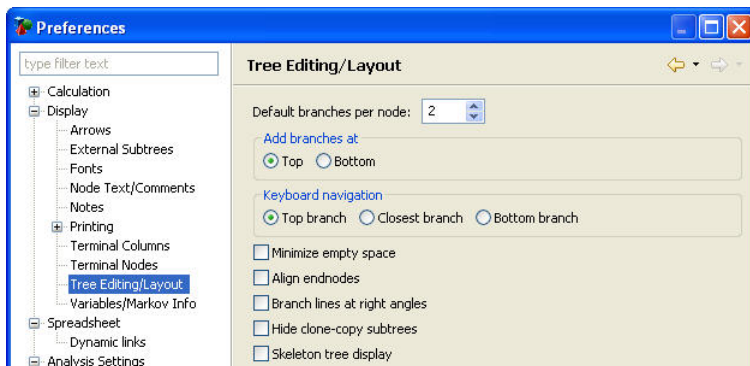 Preferences
type filter text
Calculation
Display
Arrows
External Subtrees
Fonts
Node Text/Comments
Notes
Printing
Terminal Columns
Terminal Nodes
Tree Editing/Layout
Variables/Markov Info
Spreadsheet
Dynamic links
Analysis Settings
Tree Editing/Layout
Default branches per node: 2
Add branches at
Top Bottom
Keyboard navigation
Top branch Closest branch Bottom branch
Minimize empty space
Align endnodes
Branch lines at right angles
Hide clone-copy subtrees
Skeleton tree display